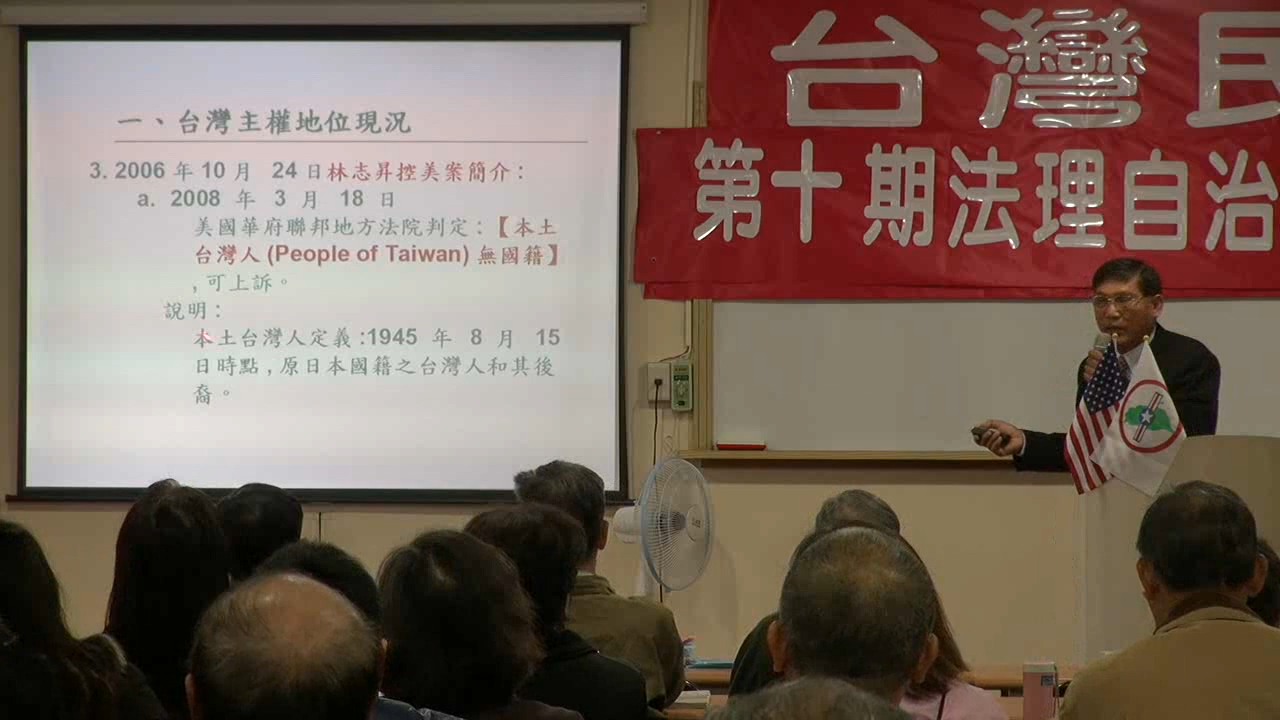 一、台灣主權地位現況
3. 2006 年 10 月 24 日林志昇控美案簡介:
a. 2008 年 3 月 18 日
美國華府聯邦地方法院判定:【本土
台灣人(People of Taiwan)無國籍】
,可上訴。
說明:
本土台灣人定義:1945 年 8 月 15
日時點,原日本國籍之台灣人和其後
裔。
台灣民
第十期法理自治